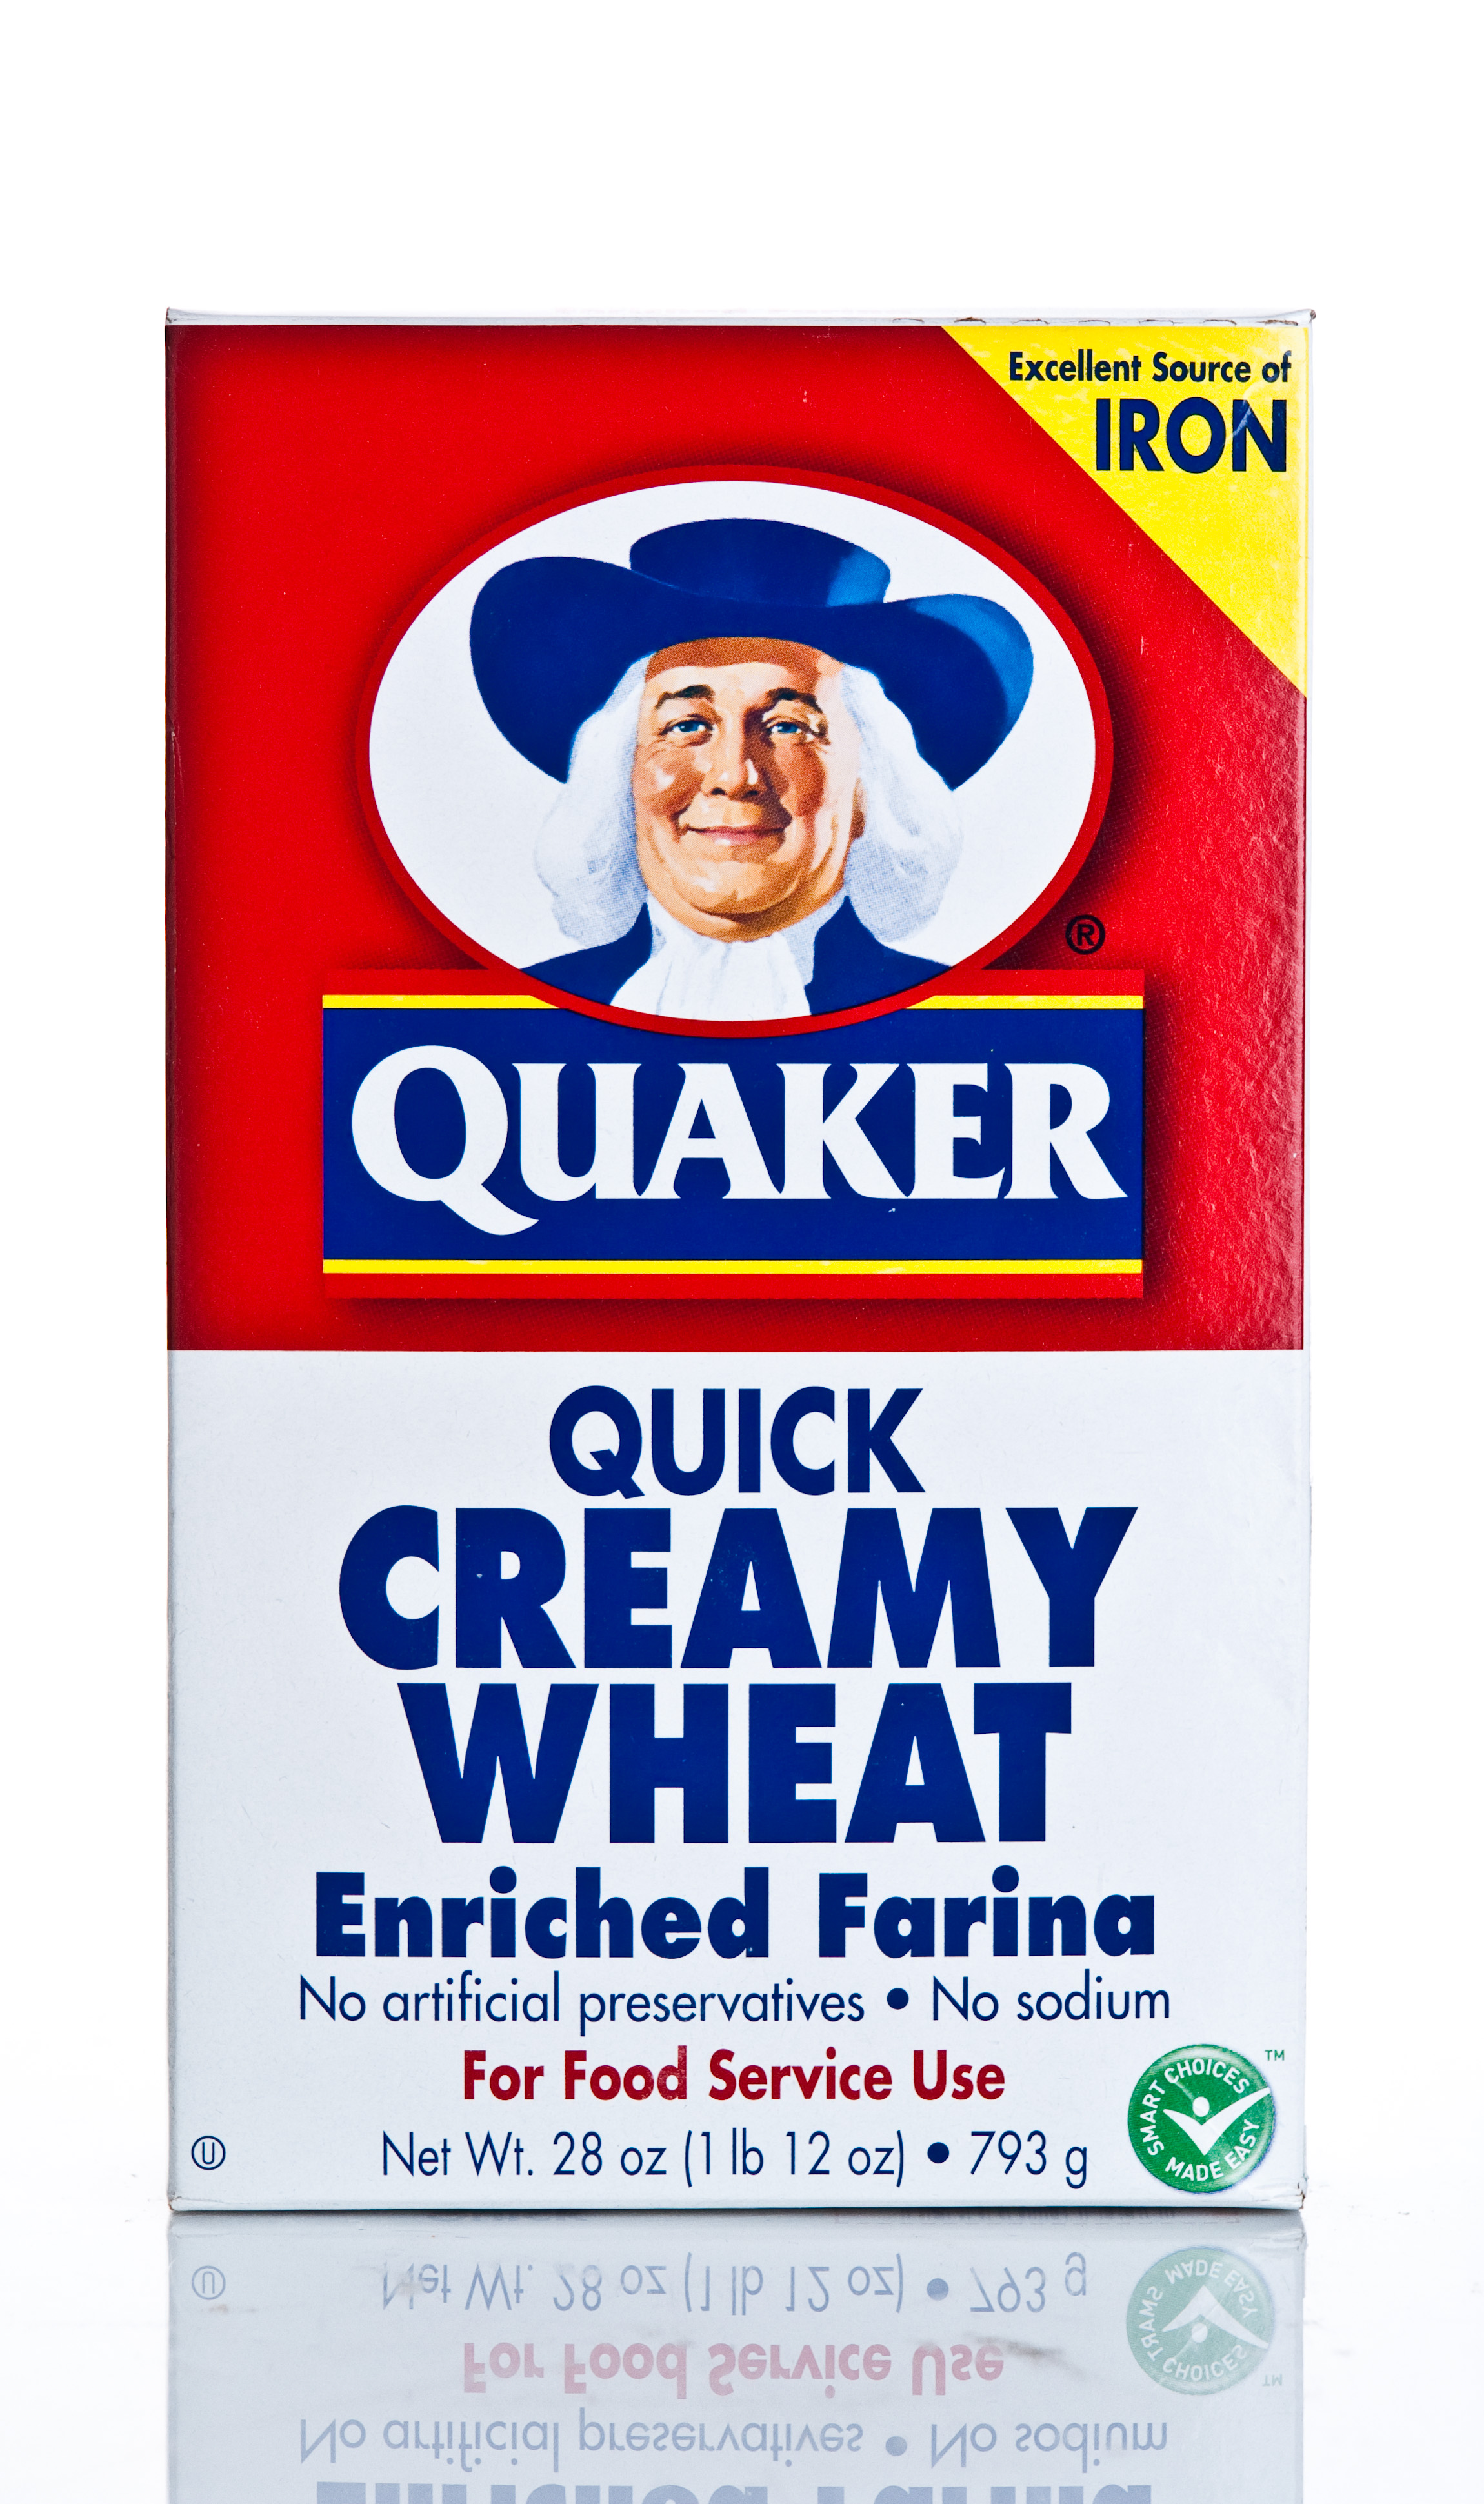 Excellent Source of
IRON
®
QUAKER
QUICK
CREAMY
WHEAT
Enriched Farina
No artificial preservatives • No sodium
For Food Service Use
Net Wt. 28 oz (1 lb 12 oz) • 793 g
U
SMART CHOICES
MADE EASY
TM